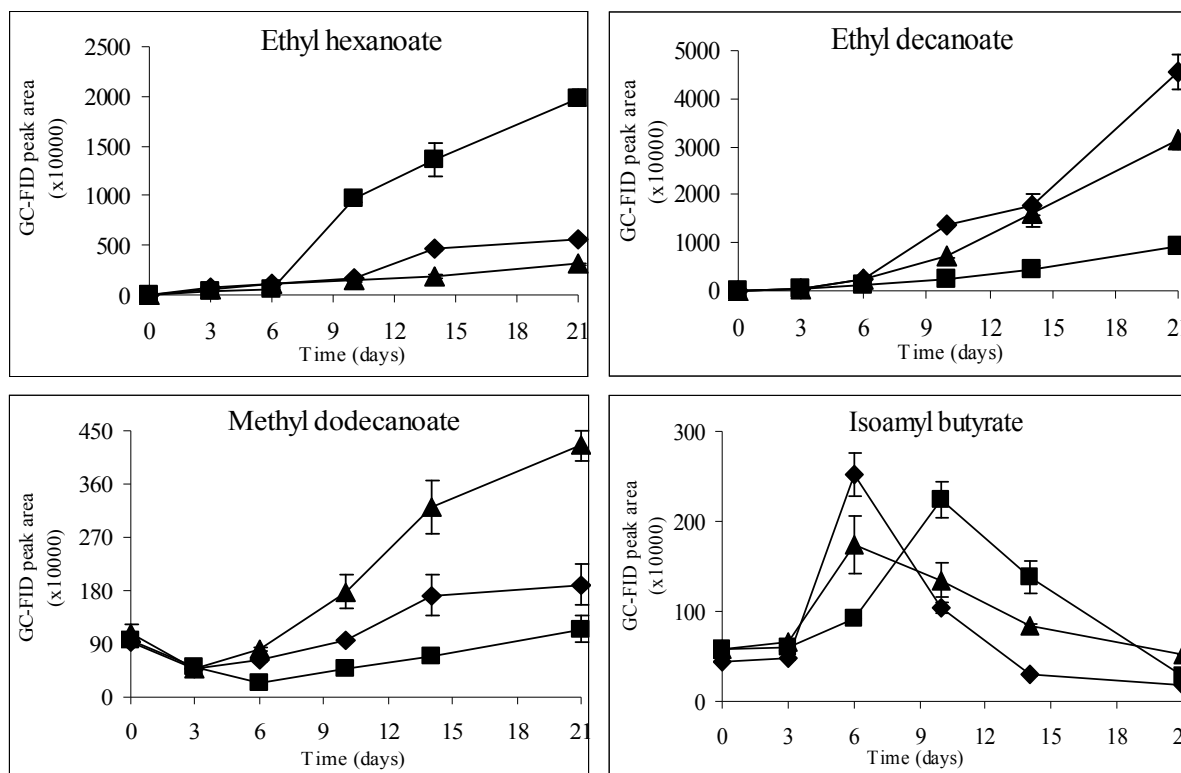 Ethyl hexanoate
GC-FID peak area
(x10000)
2500
2000
1500
1000
500
0
0 3 6 9 12 15 18 21
Time (days)
Ethyl decanoate
GC-FID peak area
(x10000)
5000
4000
3000
2000
1000
0
0 3 6 9 12 15 18 21
Time (days)
Methyl dodecanoate
GC-FID peak area
(x10000)
450
360
270
180
90
0
0 3 6 9 12 15 18 21
Time (days)
Isoamyl butyrate
GC-FID peak area
(x10000)
300
200
100
0
0 3 6 9 12 15 18 21
Time (days)